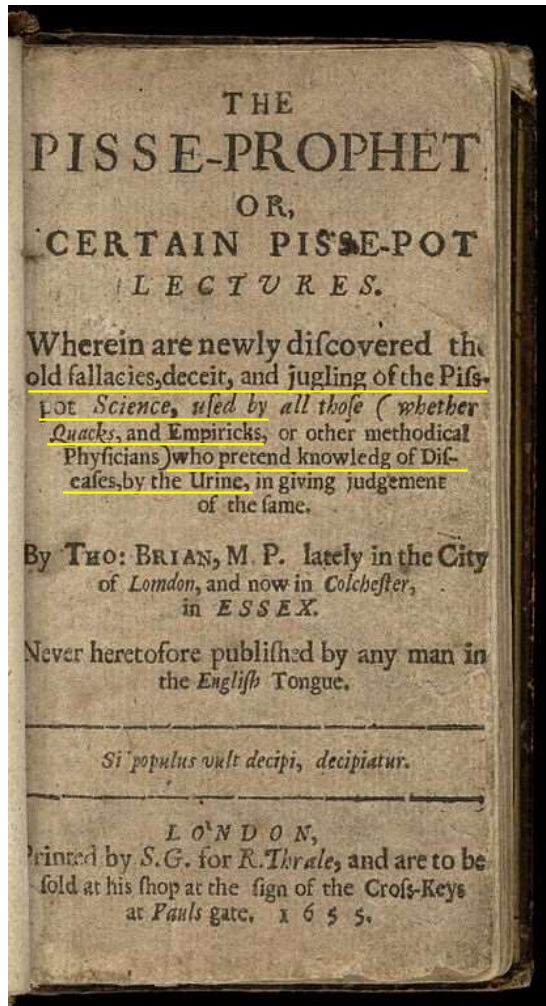 THE
PISSE-PROPHET
OR,
CERTAIN PISSE-POT
LECTVRES.
Wherein are newly diſcovered the
old fallacies,deceit, and jugling of the Piſs-
pot Science, uſed by all thoſe ( whether
Quacks, and Empiricks, or other methodical
Phyſicians)who pretend knowledg of Diſ-
eaſes,by the Urine, in giving judgement
of the ſame.
By THO: BRIAN, M. P. lately in the City
of Lomdon, and now in Colcheſter,
in ESSEX.
Never heretofore publiſhed by any man in
the Engliſh Tongue.
Si populus vult decipi, decipiatur.
LONDON,
Printed by S.G. for R.Thrale, and are to be
ſold at his ſhop at the ſign of the Croſs-Keys
at Pauls gate. 1655.